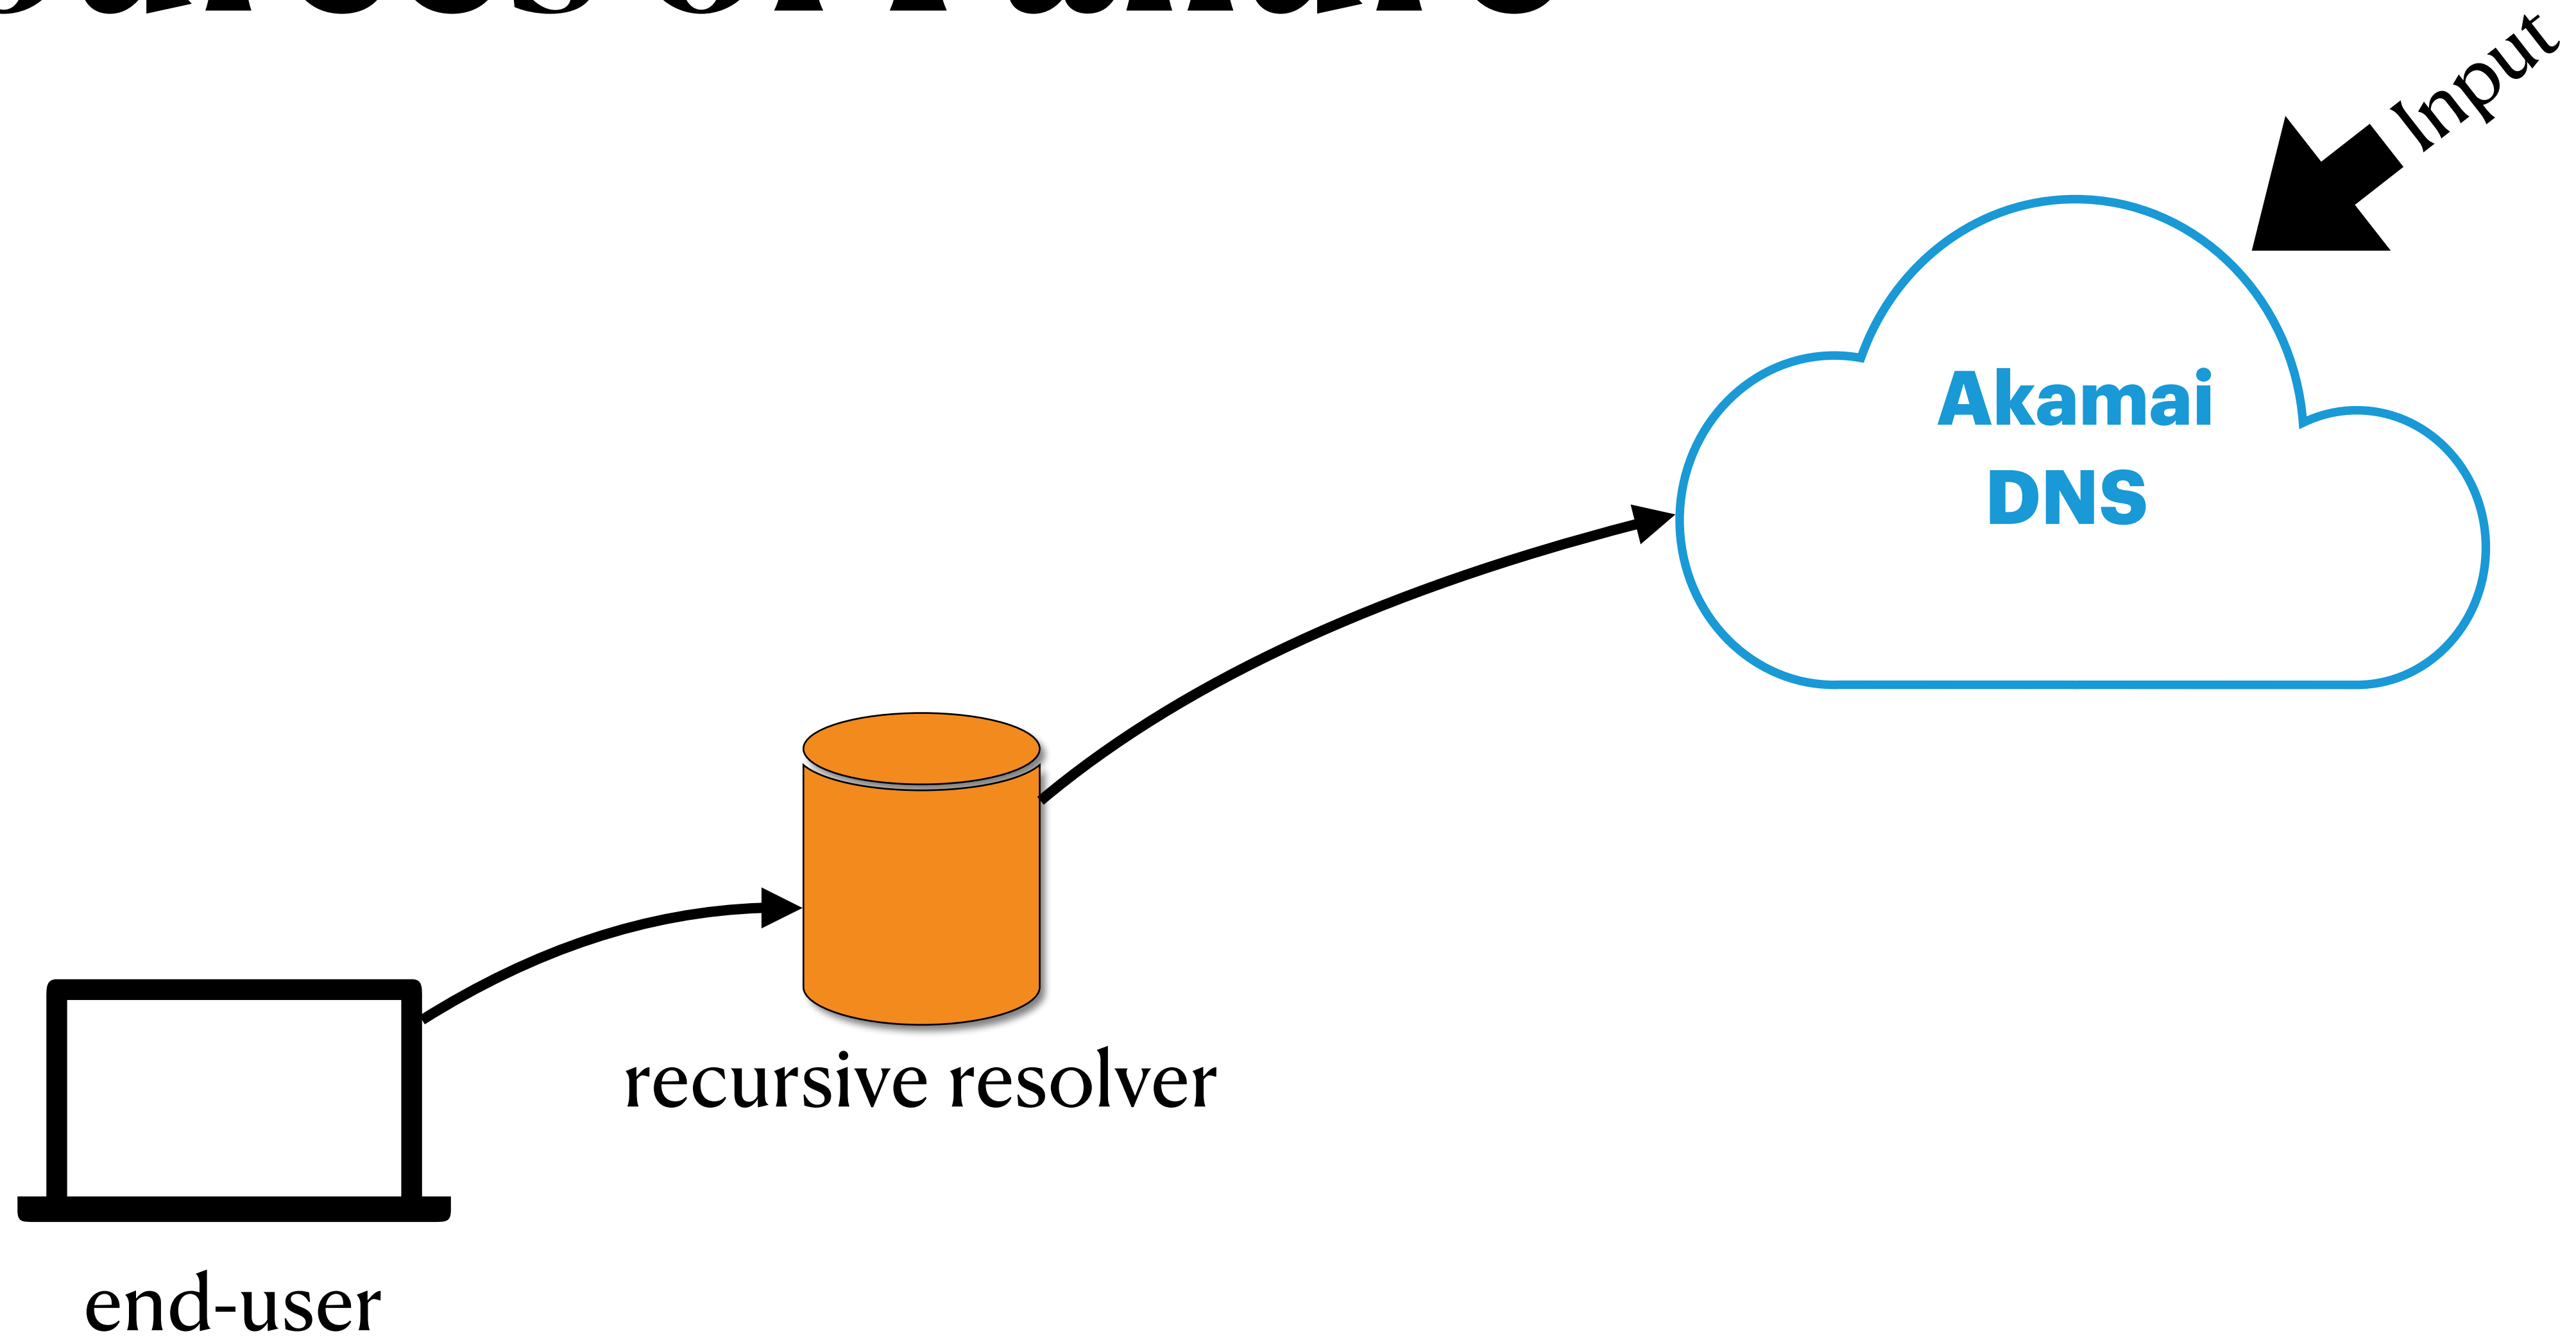 Input
Akamai
DNS
recursive resolver
end-user